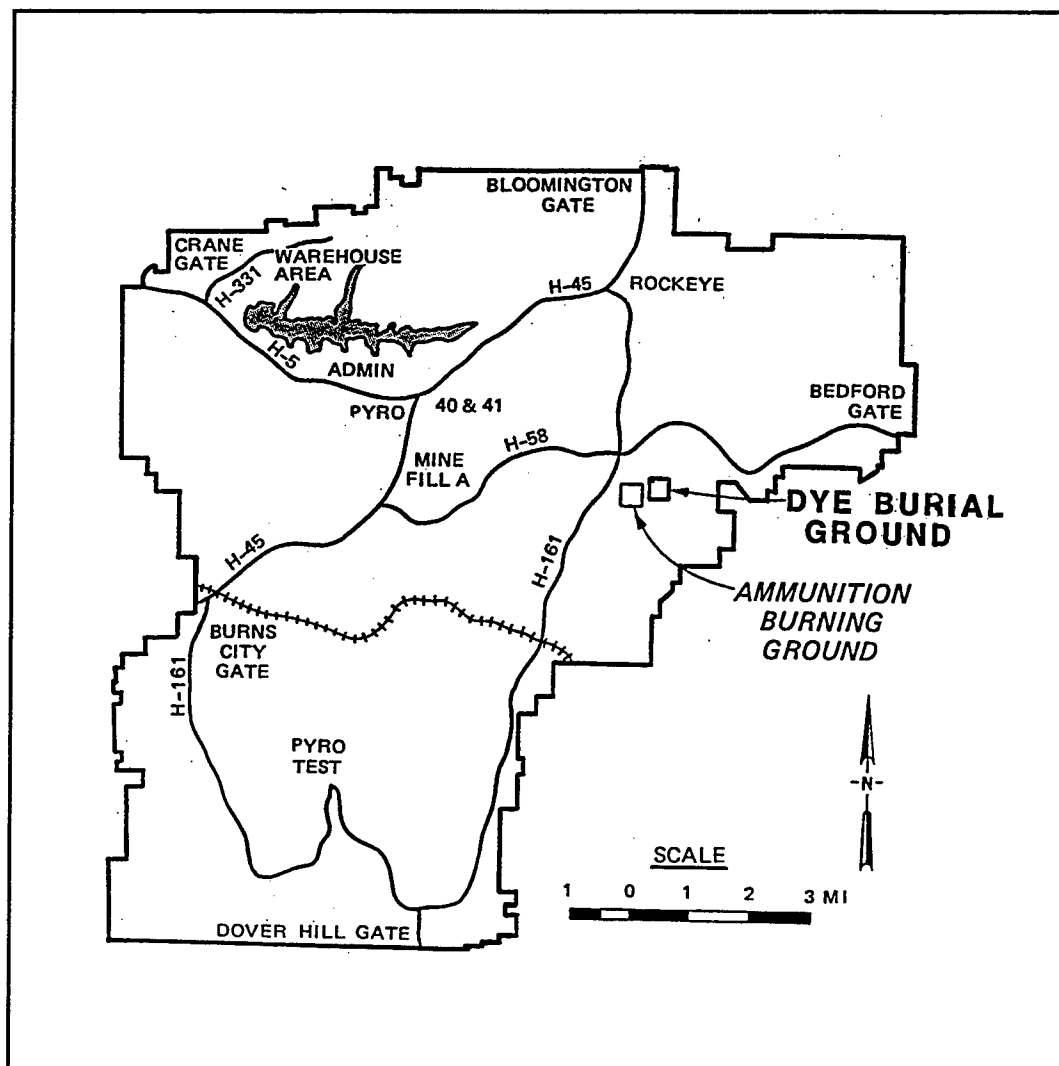 BLOOMINGTON
GATE
CRANE
GATE
WAREHOUSE
AREA
H-331
H-45
ROCKEYE
H-5
ADMIN
BEDFORD
GATE
PYRO
40 & 41
H-58
MINE
FILL A
DYE BURIAL
GROUND
H-45
H-161
AMMUNITION
BURNING
GROUND
BURNS
CITY
GATE
H-161
PYRO
TEST
-N-
SCALE
1 0 1 2 3 MI
DOVER HILL GATE